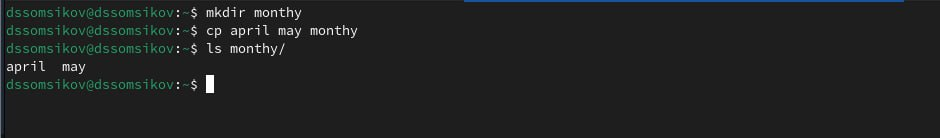 dssomsikov@dssomsikov:~$ mkdir monthy
dssomsikov@dssomsikov:~$ cp april may monthy
dssomsikov@dssomsikov:~$ ls monthy/
april  may
dssomsikov@dssomsikov:~$